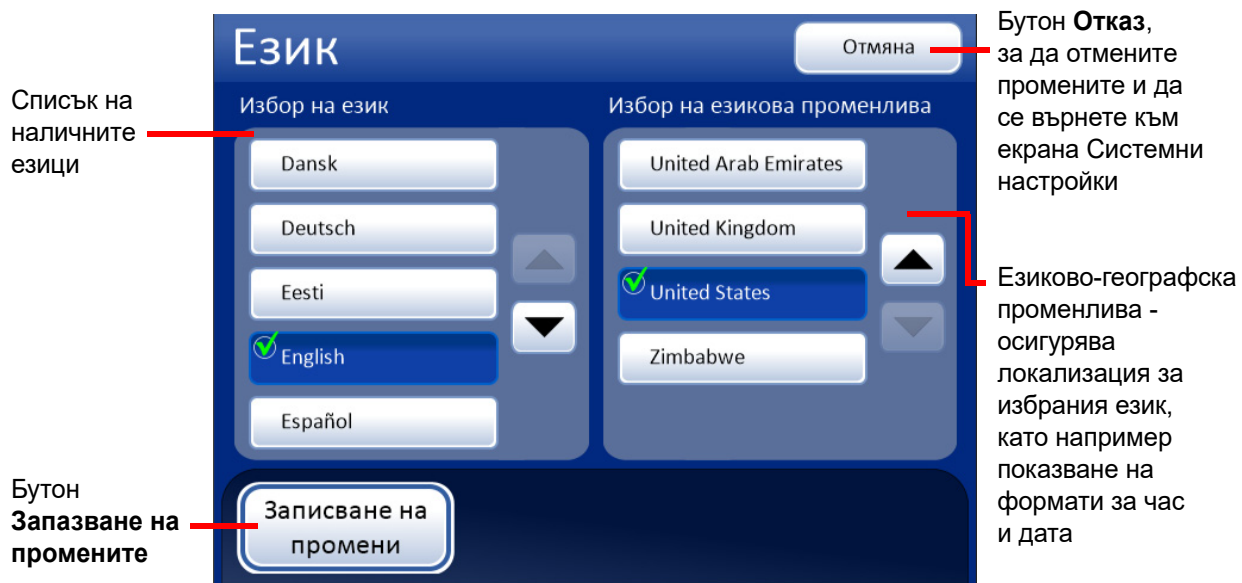 Бутон Отказ,
за да отмените
промените и да
се върнете към
екрана Системни
настройки
Език
Отмяна
Списък на
наличните
езици
Избор на език
Избор на езикова променлива
Dansk
Deutsch
Eesti
English
Español
United Arab Emirates
United Kingdom
United States
Zimbabwe
Езиково-географска
променлива -
осигурява
локализация за
избрания език,
като например
показване на
формати за час
и дата
Бутон
Запазване на
промените
Записване на
промени